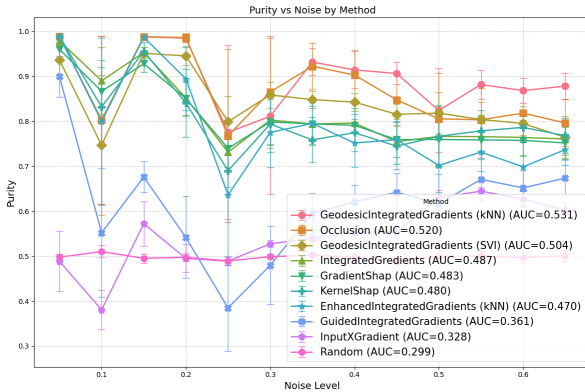 Purity vs Noise by Method
Purity
1.0
0.9
0.8
0.7
0.6
0.5
0.4
0.3
Method
GeodesicIntegratedGradients (kNN) (AUC=0.531)
Occlusion (AUC=0.520)
GeodesicIntegratedGradients (SVI) (AUC=0.504)
IntegratedGredients (AUC=0.487)
GradientShap (AUC=0.483)
KernelShap (AUC=0.480)
EnhancedIntegratedGradients (kNN) (AUC=0.470)
GuidedIntegratedGradients (AUC=0.361)
InputXGradient (AUC=0.328)
Random (AUC=0.299)
0.1
0.2
0.3
0.4
0.5
0.6
Noise Level